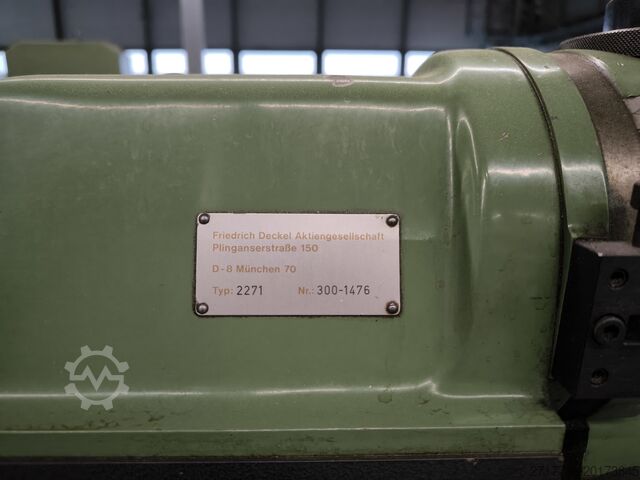 Friedrich Deckel Aktiengesellschaft
Plinganserstraße 150
D-8 München 70
Typ: 2271 Nr.: 300-1476